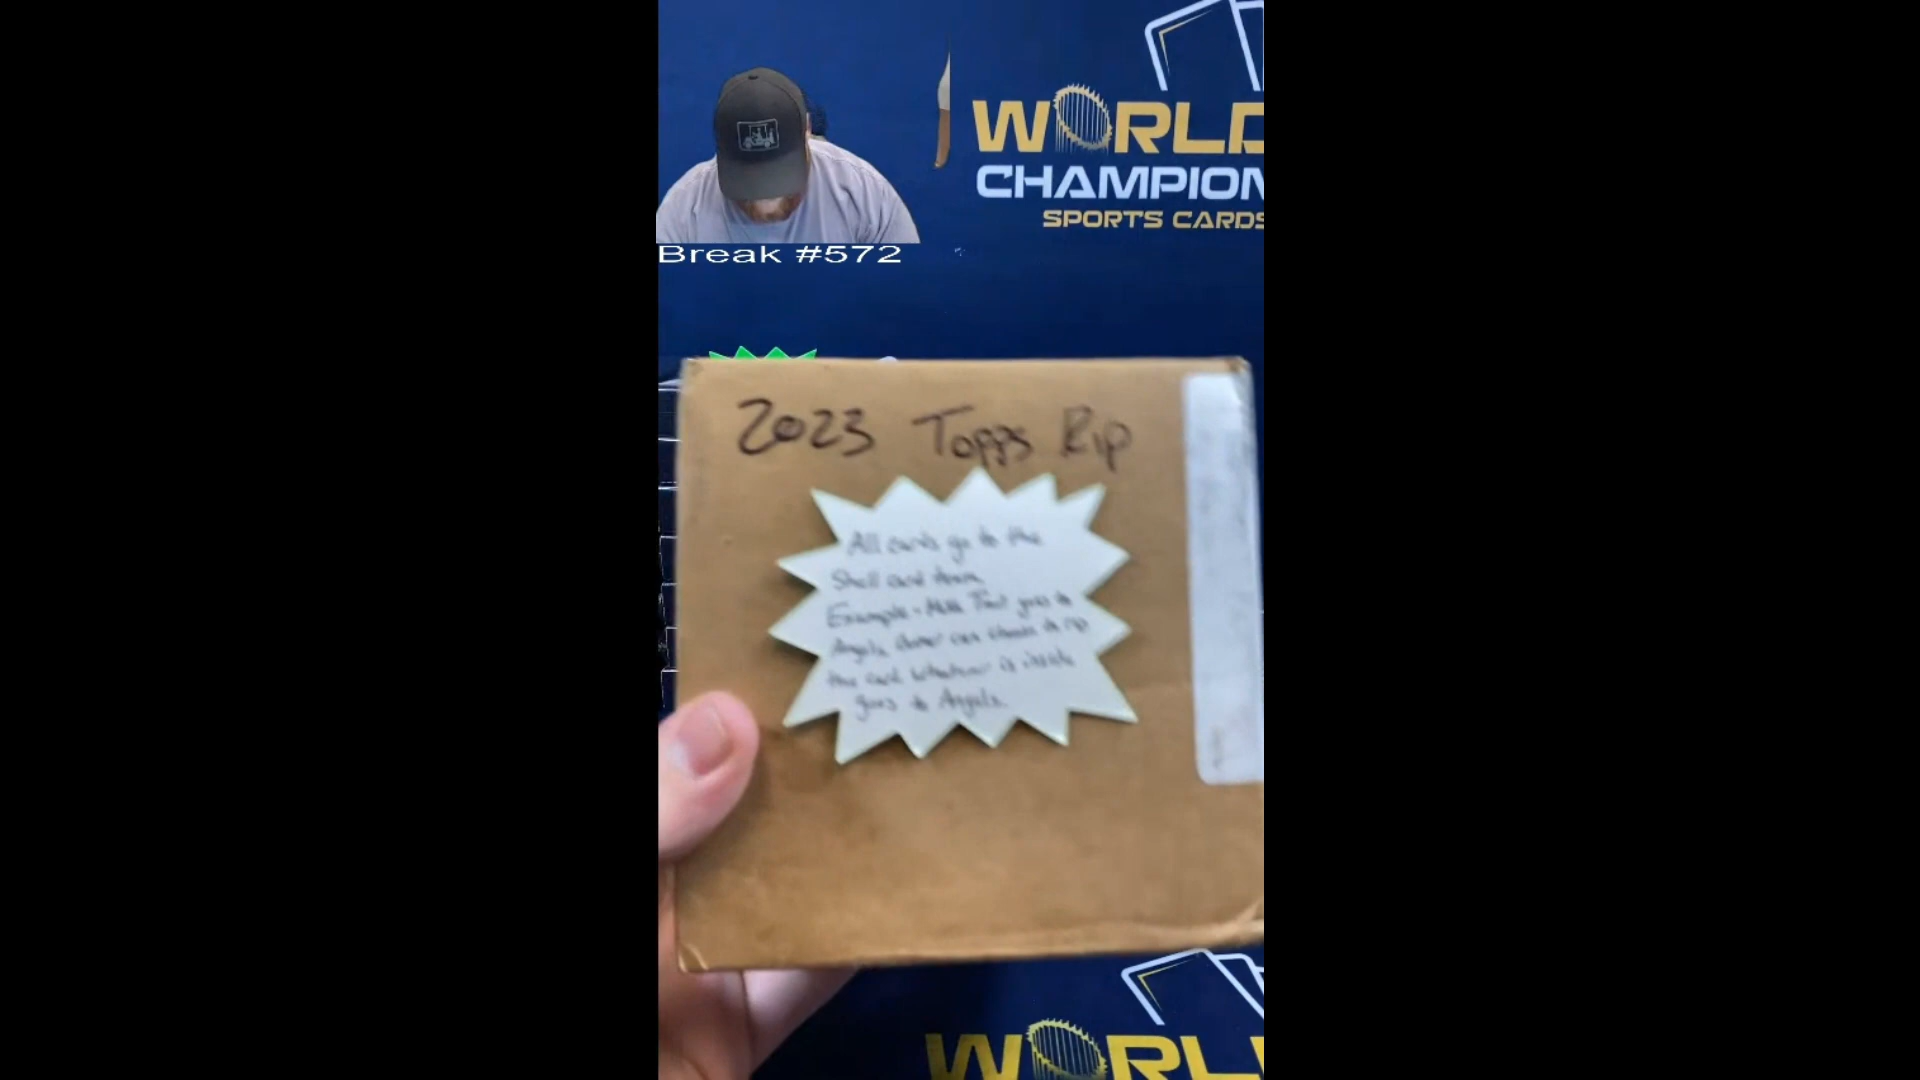 WORLD
CHAMPION
SPORTS CARDS
Break #572
2023 Topps Rip
All cards go to the
Shell card team.
Example - Mike Trout goes to
Angels. Owner can choose to rip
the card. Whatever is inside
goes to Angels.
WORL